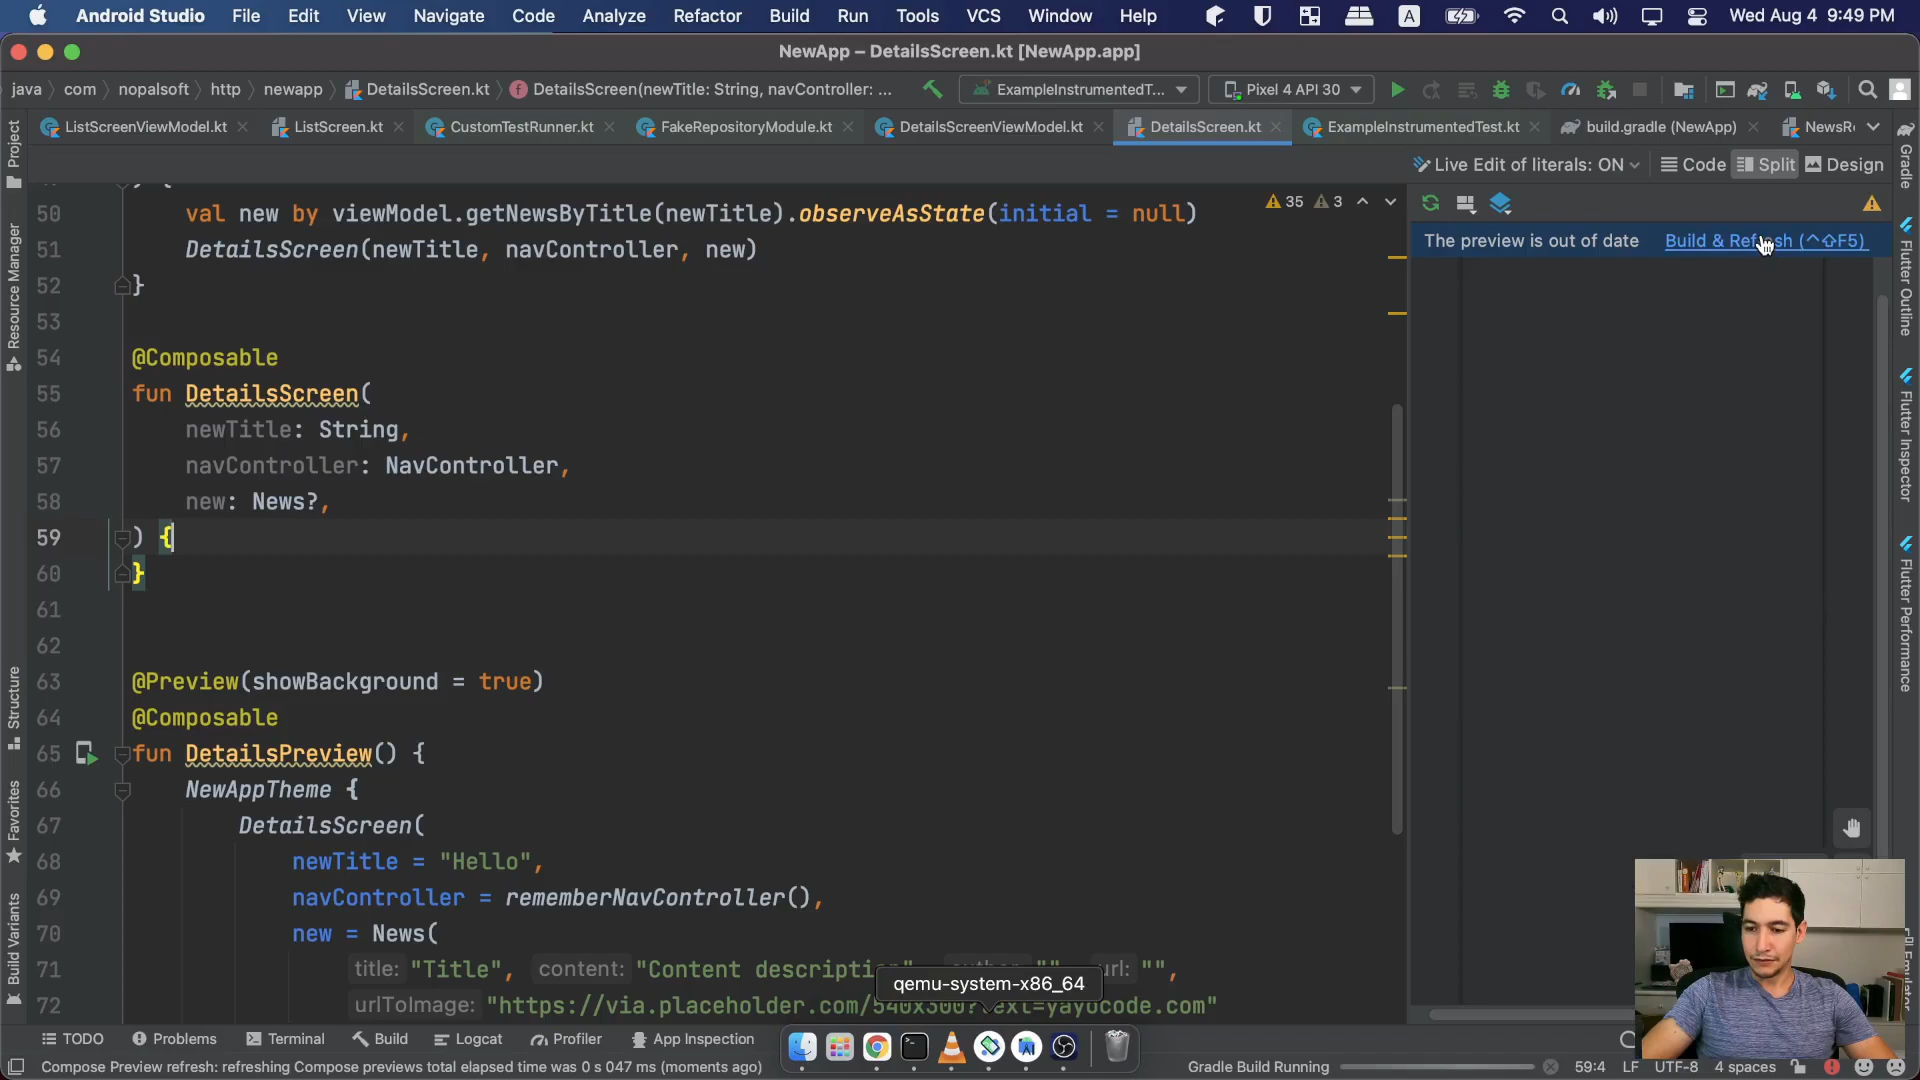 Android Studio File Edit View Navigate Code Analyze Refactor Build Run Tools VCS Window Help A Wed Aug 4 9:49 PM
NewApp – DetailsScreen.kt [NewApp.app]
java com nopalsoft http newapp DetailsScreen.kt DetailsScreen(newTitle: String, navController: ... ExampleInstrumentedT... Pixel 4 API 30
ListScreenViewModel.kt ListScreen.kt CustomTestRunner.kt FakeRepositoryModule.kt DetailsScreenViewModel.kt DetailsScreen.kt ExampleInstrumentedTest.kt build.gradle (NewApp) NewsR
Live Edit of literals: ON Code Split Design
The preview is out of date Build & Refresh (^⇧F5)
35 3
50 val new by viewModel.getNewsByTitle(newTitle).observeAsState(initial = null)
51 DetailsScreen(newTitle, navController, new)
52 }
53
54 @Composable
55 fun DetailsScreen(
56 newTitle: String,
57 navController: NavController,
58 new: News?,
59 ) {
60 }
61
62
63 @Preview(showBackground = true)
64 @Composable
65 fun DetailsPreview() {
66 NewAppTheme {
67 DetailsScreen(
68 newTitle = "Hello",
69 navController = rememberNavController(),
70 new = News(
71 title: "Title", content: "Content description", url: "",
72 urlToImage: "https://via.placeholder.com/540x300?text=yayocode.com"
qemu-system-x86_64
Project
Resource Manager
Structure
Favorites
Build Variants
Gradle
Flutter Outline
Flutter Inspector
Flutter Performance
Emulator
TODO Problems Terminal Build Logcat Profiler App Inspection
Compose Preview refresh: refreshing Compose previews total elapsed time was 0 s 047 ms (moments ago) Gradle Build Running 59:4 LF UTF-8 4 spaces